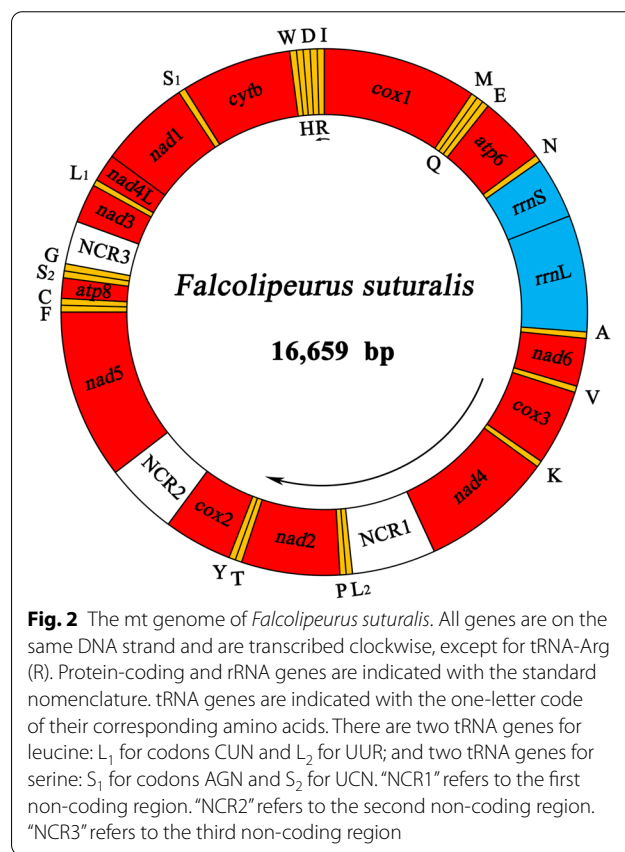 W D I
S1
cytb
cox1
M
E
HR
Q
atp6
N
nad1
L1
nad4L
nad3
rrnS
NCR3
G
S2
rrnL
Falcolipeurus suturalis
C
atp8
F
16,659 bp
A
nad6
nad5
V
cox3
K
nad4
NCR2
cox2
nad2
NCR1
Y T
P L2
Fig. 2 The mt genome of Falcolipeurus suturalis. All genes are on the
same DNA strand and are transcribed clockwise, except for tRNA-Arg
(R). Protein-coding and rRNA genes are indicated with the standard
nomenclature. tRNA genes are indicated with the one-letter code
of their corresponding amino acids. There are two tRNA genes for
leucine: L1 for codons CUN and L2 for UUR; and two tRNA genes for
serine: S1 for codons AGN and S2 for UCN. “NCR1” refers to the first
non-coding region. “NCR2” refers to the second non-coding region.
“NCR3” refers to the third non-coding region